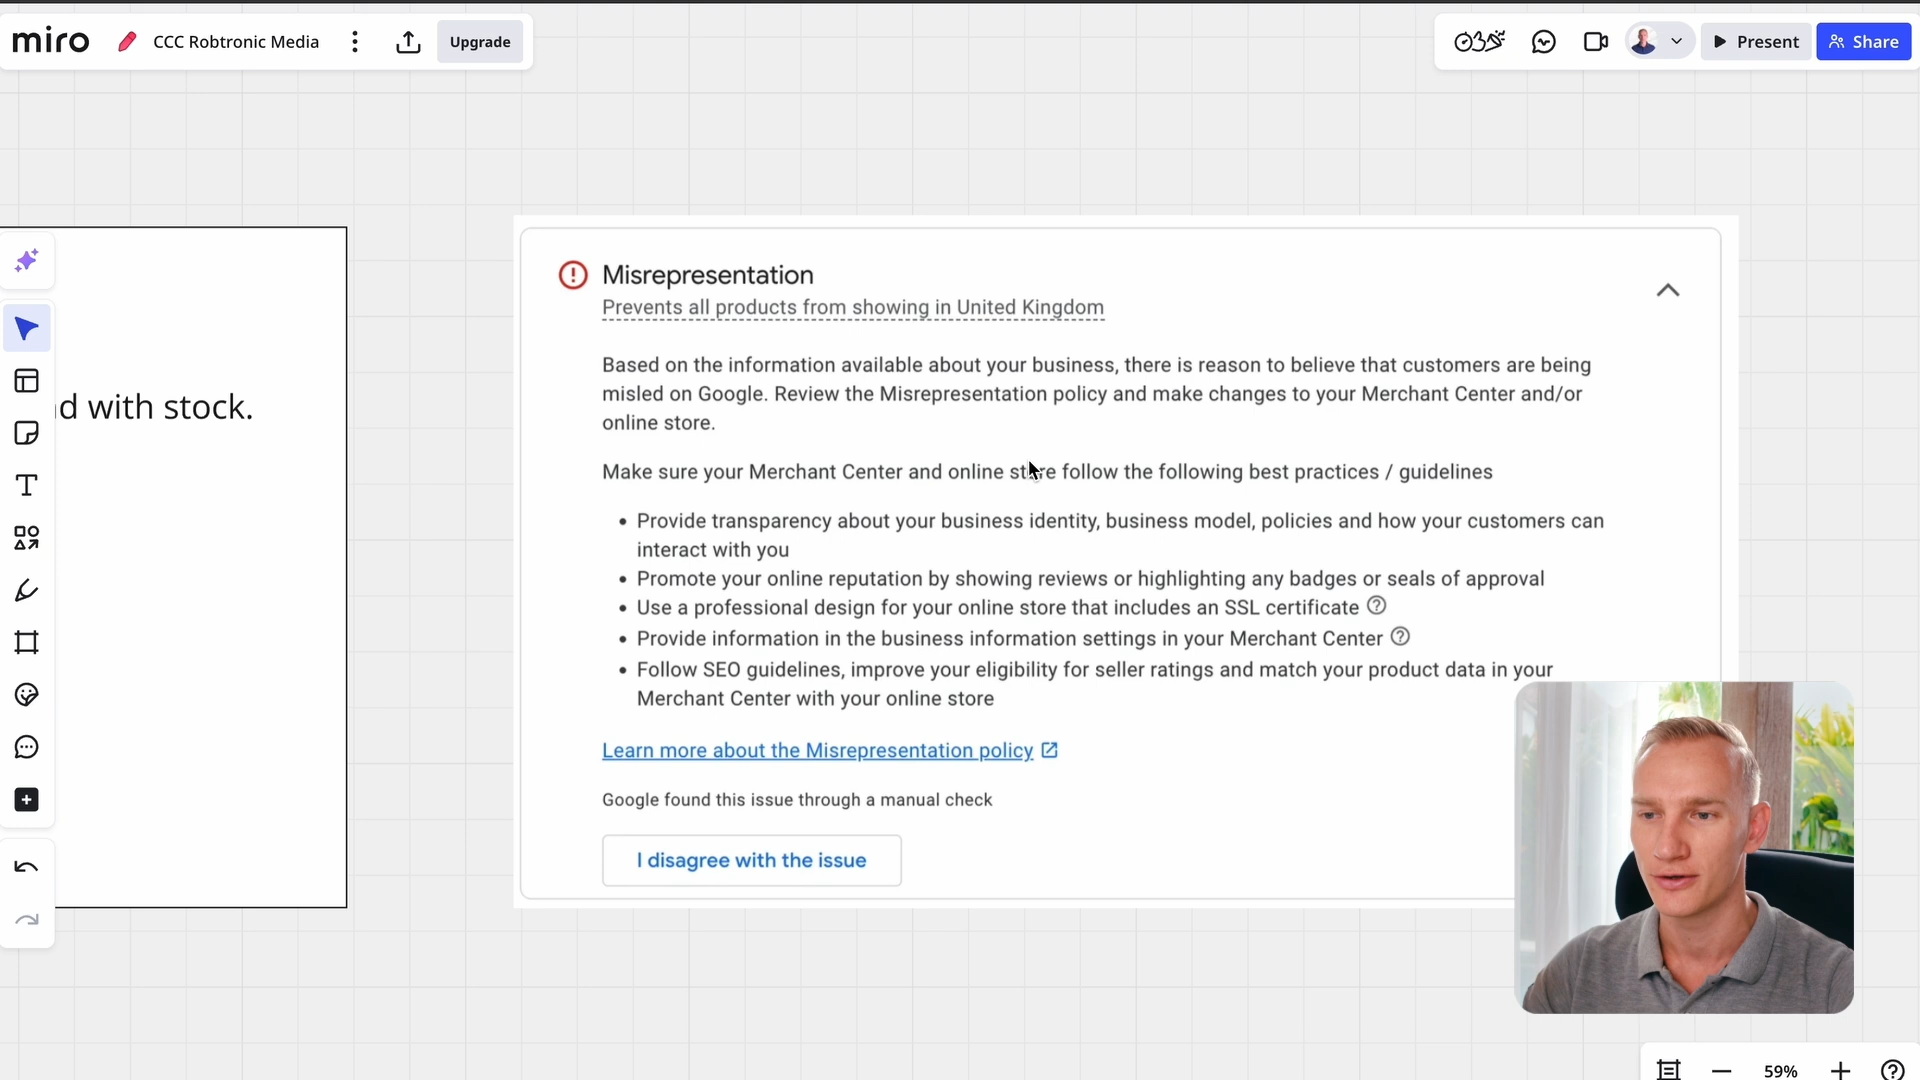 miro
CCC Robtronic Media
Upgrade
Present
Share
d with stock.
Misrepresentation
Prevents all products from showing in United Kingdom
Based on the information available about your business, there is reason to believe that customers are being
misled on Google. Review the Misrepresentation policy and make changes to your Merchant Center and/or
online store.
Make sure your Merchant Center and online store follow the following best practices / guidelines
• Provide transparency about your business identity, business model, policies and how your customers can
interact with you
• Promote your online reputation by showing reviews or highlighting any badges or seals of approval
• Use a professional design for your online store that includes an SSL certificate
• Provide information in the business information settings in your Merchant Center
• Follow SEO guidelines, improve your eligibility for seller ratings and match your product data in your
Merchant Center with your online store
Learn more about the Misrepresentation policy
Google found this issue through a manual check
I disagree with the issue
59%